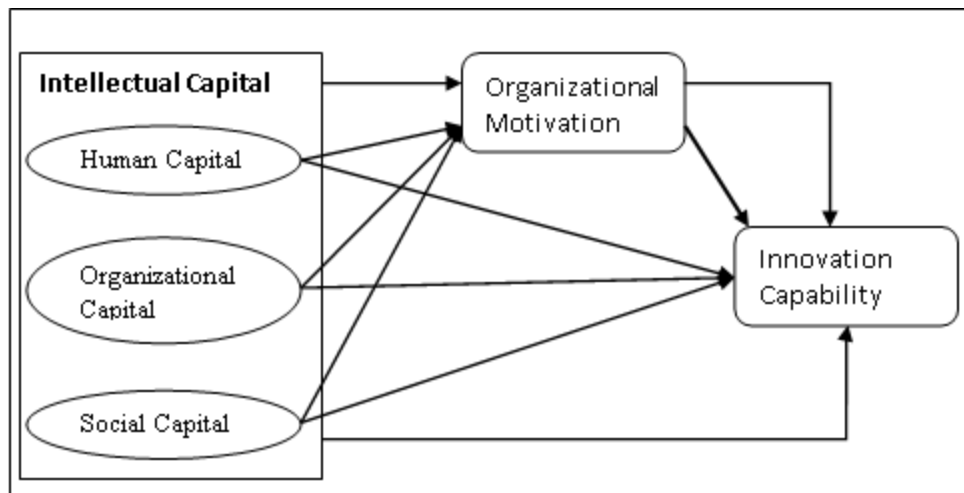 Intellectual Capital
Human Capital
Organizational
Capital
Social Capital
Organizational
Motivation
Innovation
Capability